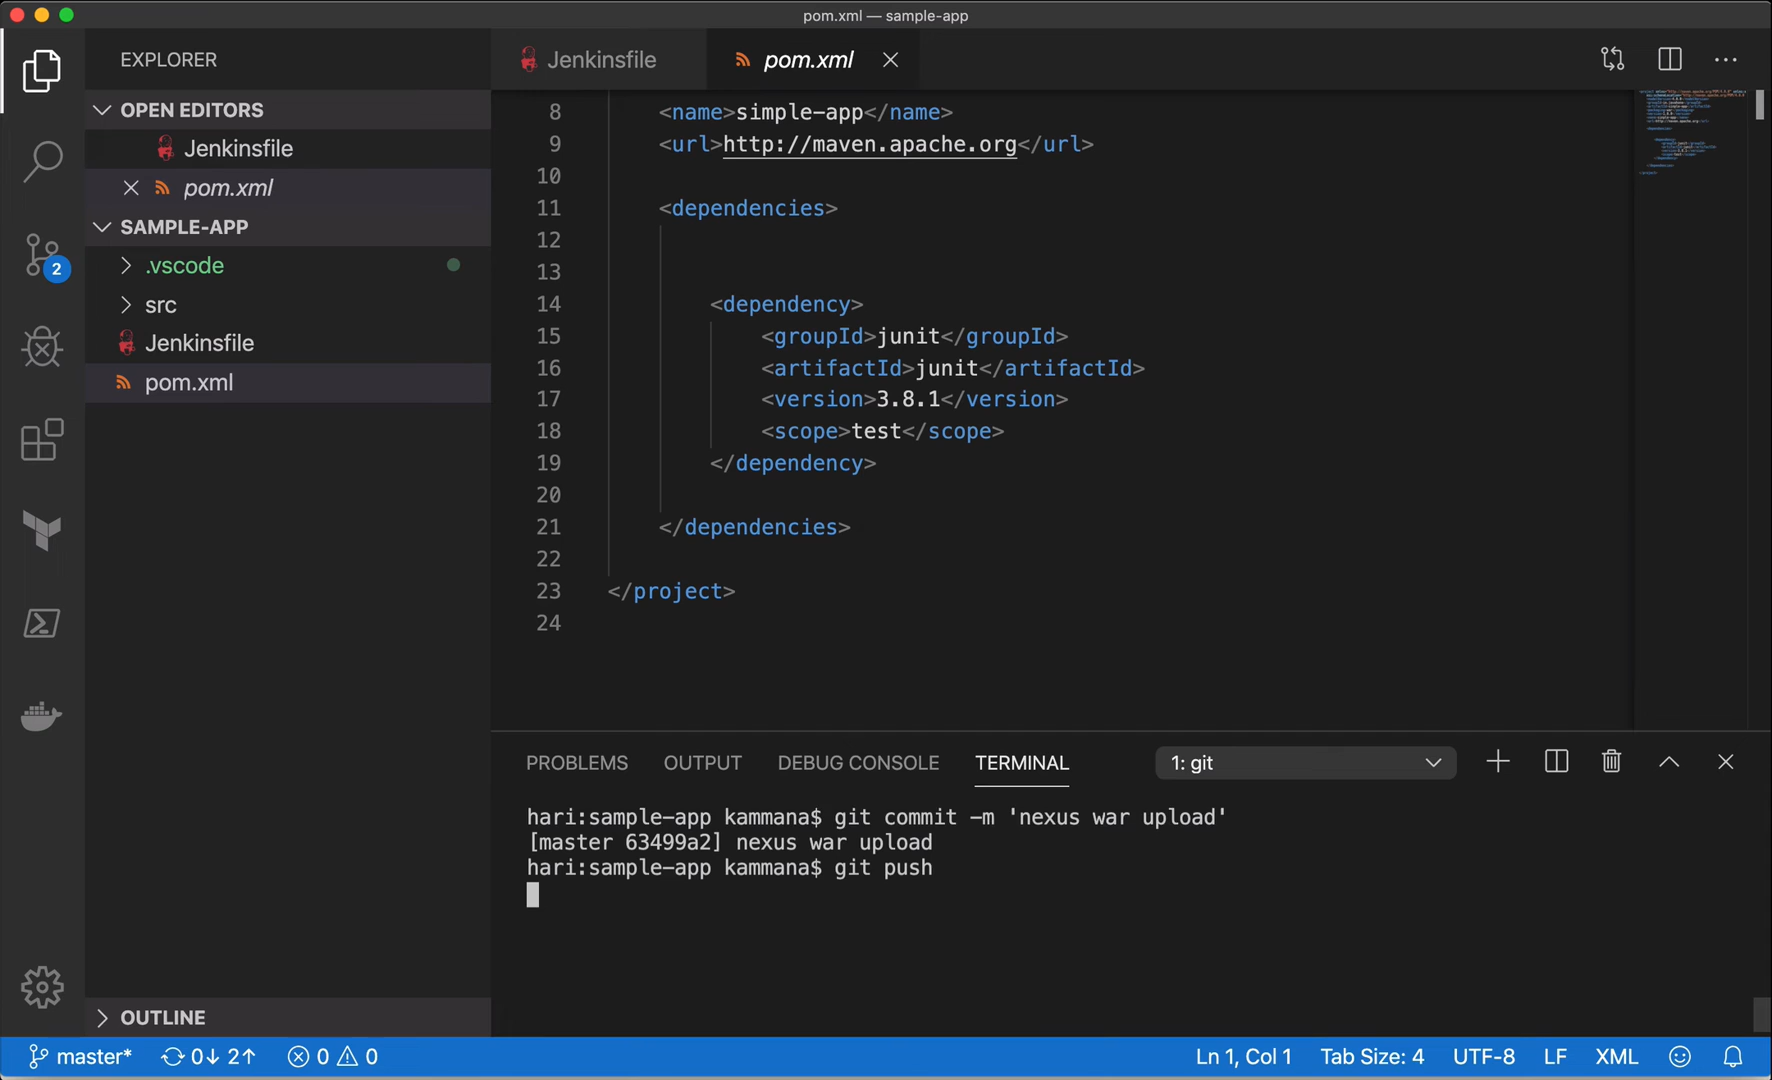 pom.xml — sample-app
EXPLORER
OPEN EDITORS
Jenkinsfile
pom.xml
SAMPLE-APP
.vscode
src
Jenkinsfile
pom.xml
OUTLINE
2
Jenkinsfile
pom.xml
8 <name>simple-app</name>
9 <url>http://maven.apache.org</url>
10
11 <dependencies>
12
13
14 <dependency>
15 <groupId>junit</groupId>
16 <artifactId>junit</artifactId>
17 <version>3.8.1</version>
18 <scope>test</scope>
19 </dependency>
20
21 </dependencies>
22
23 </project>
24
PROBLEMS OUTPUT DEBUG CONSOLE TERMINAL 1: git
hari:sample-app kammana$ git commit -m 'nexus war upload'
[master 63499a2] nexus war upload
hari:sample-app kammana$ git push
master* 0↓ 2↑ 0 0 Ln 1, Col 1 Tab Size: 4 UTF-8 LF XML